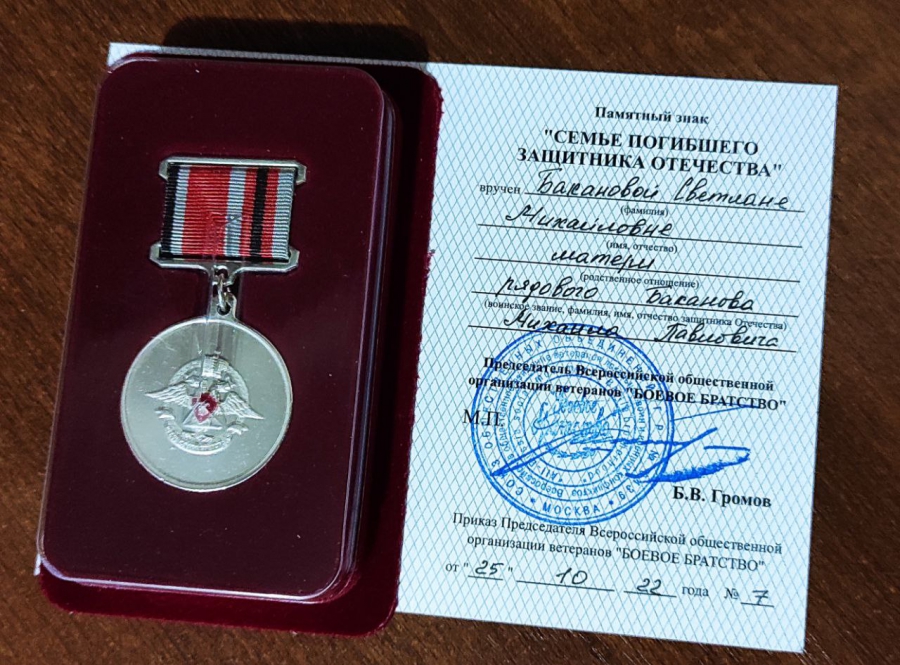 Памятный знак
"СЕМЬЕ ПОГИБШЕГО
ЗАЩИТНИКА ОТЕЧЕСТВА"
вручен Бакановой Светлане
(фамилия)
Михайловне
(имя, отчество)
матери
(родственное отношение)
рядового Баканова
(воинское звание, фамилия, имя, отчество защитника Отечества)
Михаила Павловича
Председатель Всероссийской общественной
организации ветеранов "БОЕВОЕ БРАТСТВО"
М.П.
МОСКВА
Б.В. Громов
Приказ Председателя Всероссийской общественной
организации ветеранов "БОЕВОЕ БРАТСТВО"
от "25" 10 22 года № 7